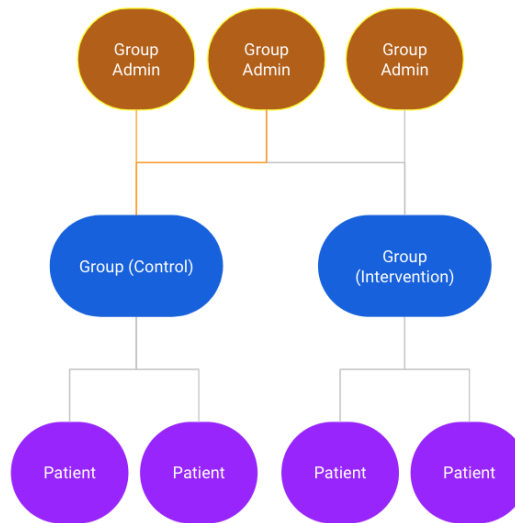 Group
Admin
Group
Admin
Group
Admin
Group (Control)
Group
(Intervention)
Patient
Patient
Patient
Patient